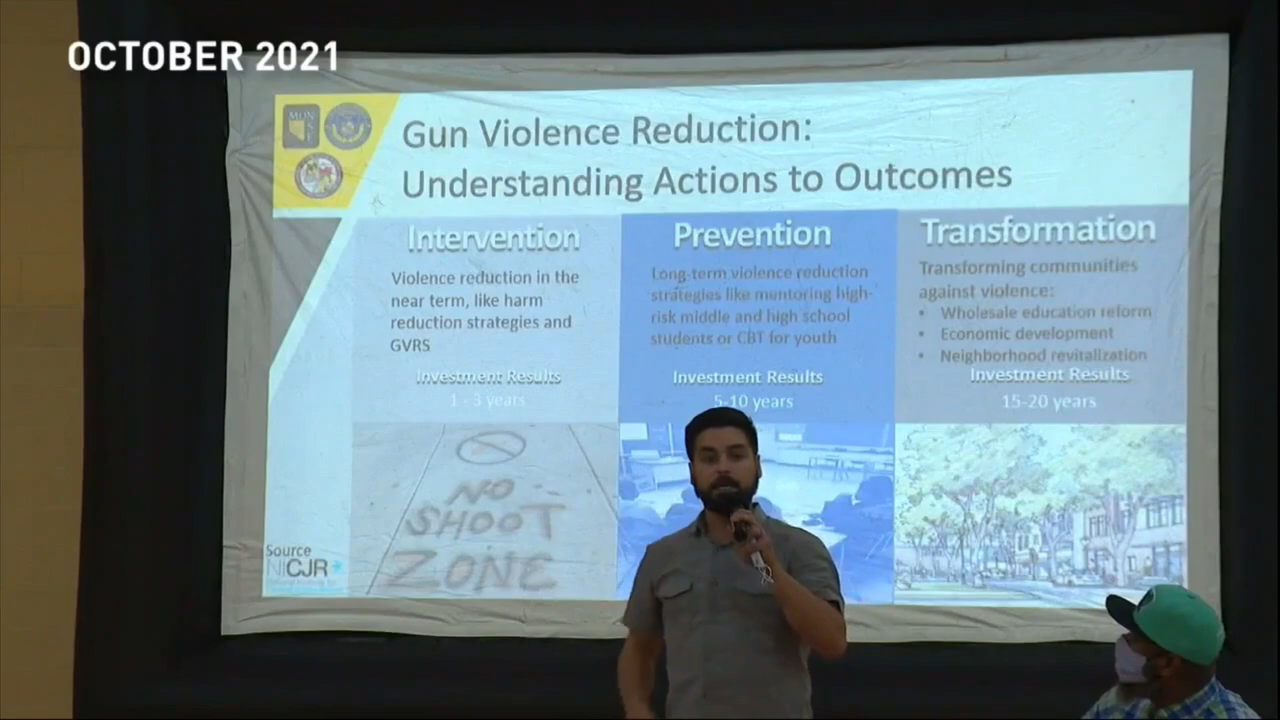 OCTOBER 2021
Gun Violence Reduction:
Understanding Actions to Outcomes
Intervention
Violence reduction in the
near term, like harm
reduction strategies and
GVRS
Investment Results
1 - 3 years
Prevention
Long-term violence reduction
strategies like mentoring high-
risk middle and high school
students or CBT for youth
Investment Results
5-10 years
Transformation
Transforming communities
against violence:
• Wholesale education reform
• Economic development
• Neighborhood revitalization
Investment Results
15-20 years
NO
SHOOT
ZONE
Source
NICJR